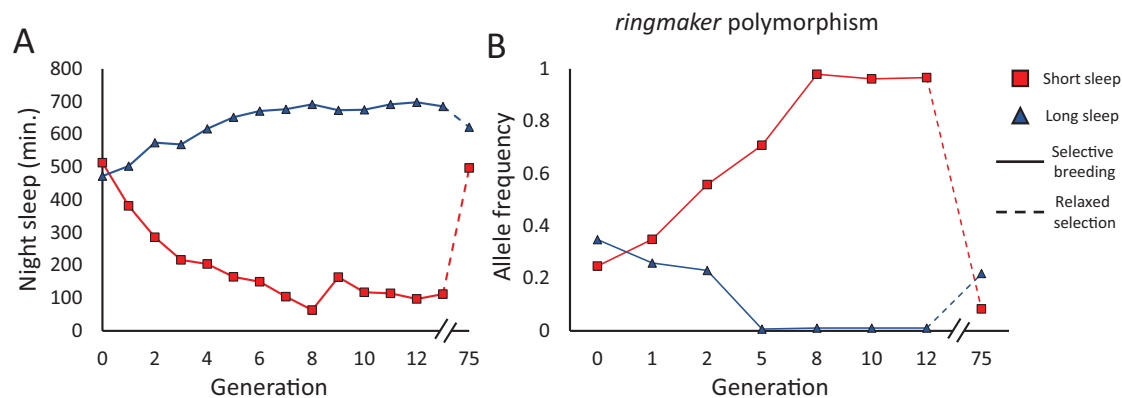 ringmaker polymorphism
A
B
800
700
600
500
400
300
200
100
0
Night sleep (min.)
0
2
4
6
8
10
12
75
Generation
1
0.8
0.6
0.4
0.2
0
Allele frequency
0
1
2
5
8
10
12
75
Generation
Short sleep
Long sleep
Selective
breeding
Relaxed
selection